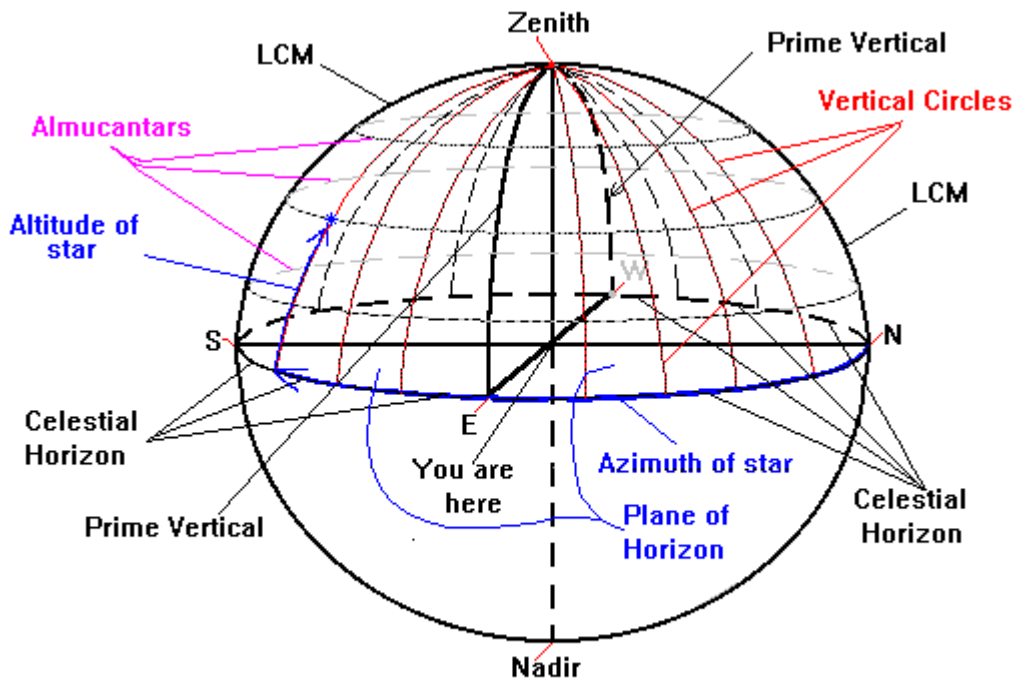 Zenith
LCM
Prime Vertical
Vertical Circles
Almucantars
LCM
Altitude of
star
W
S
N
Celestial
Horizon
E
You are
here
Azimuth of star
Celestial
Horizon
Prime Vertical
Plane of
Horizon
Nadir